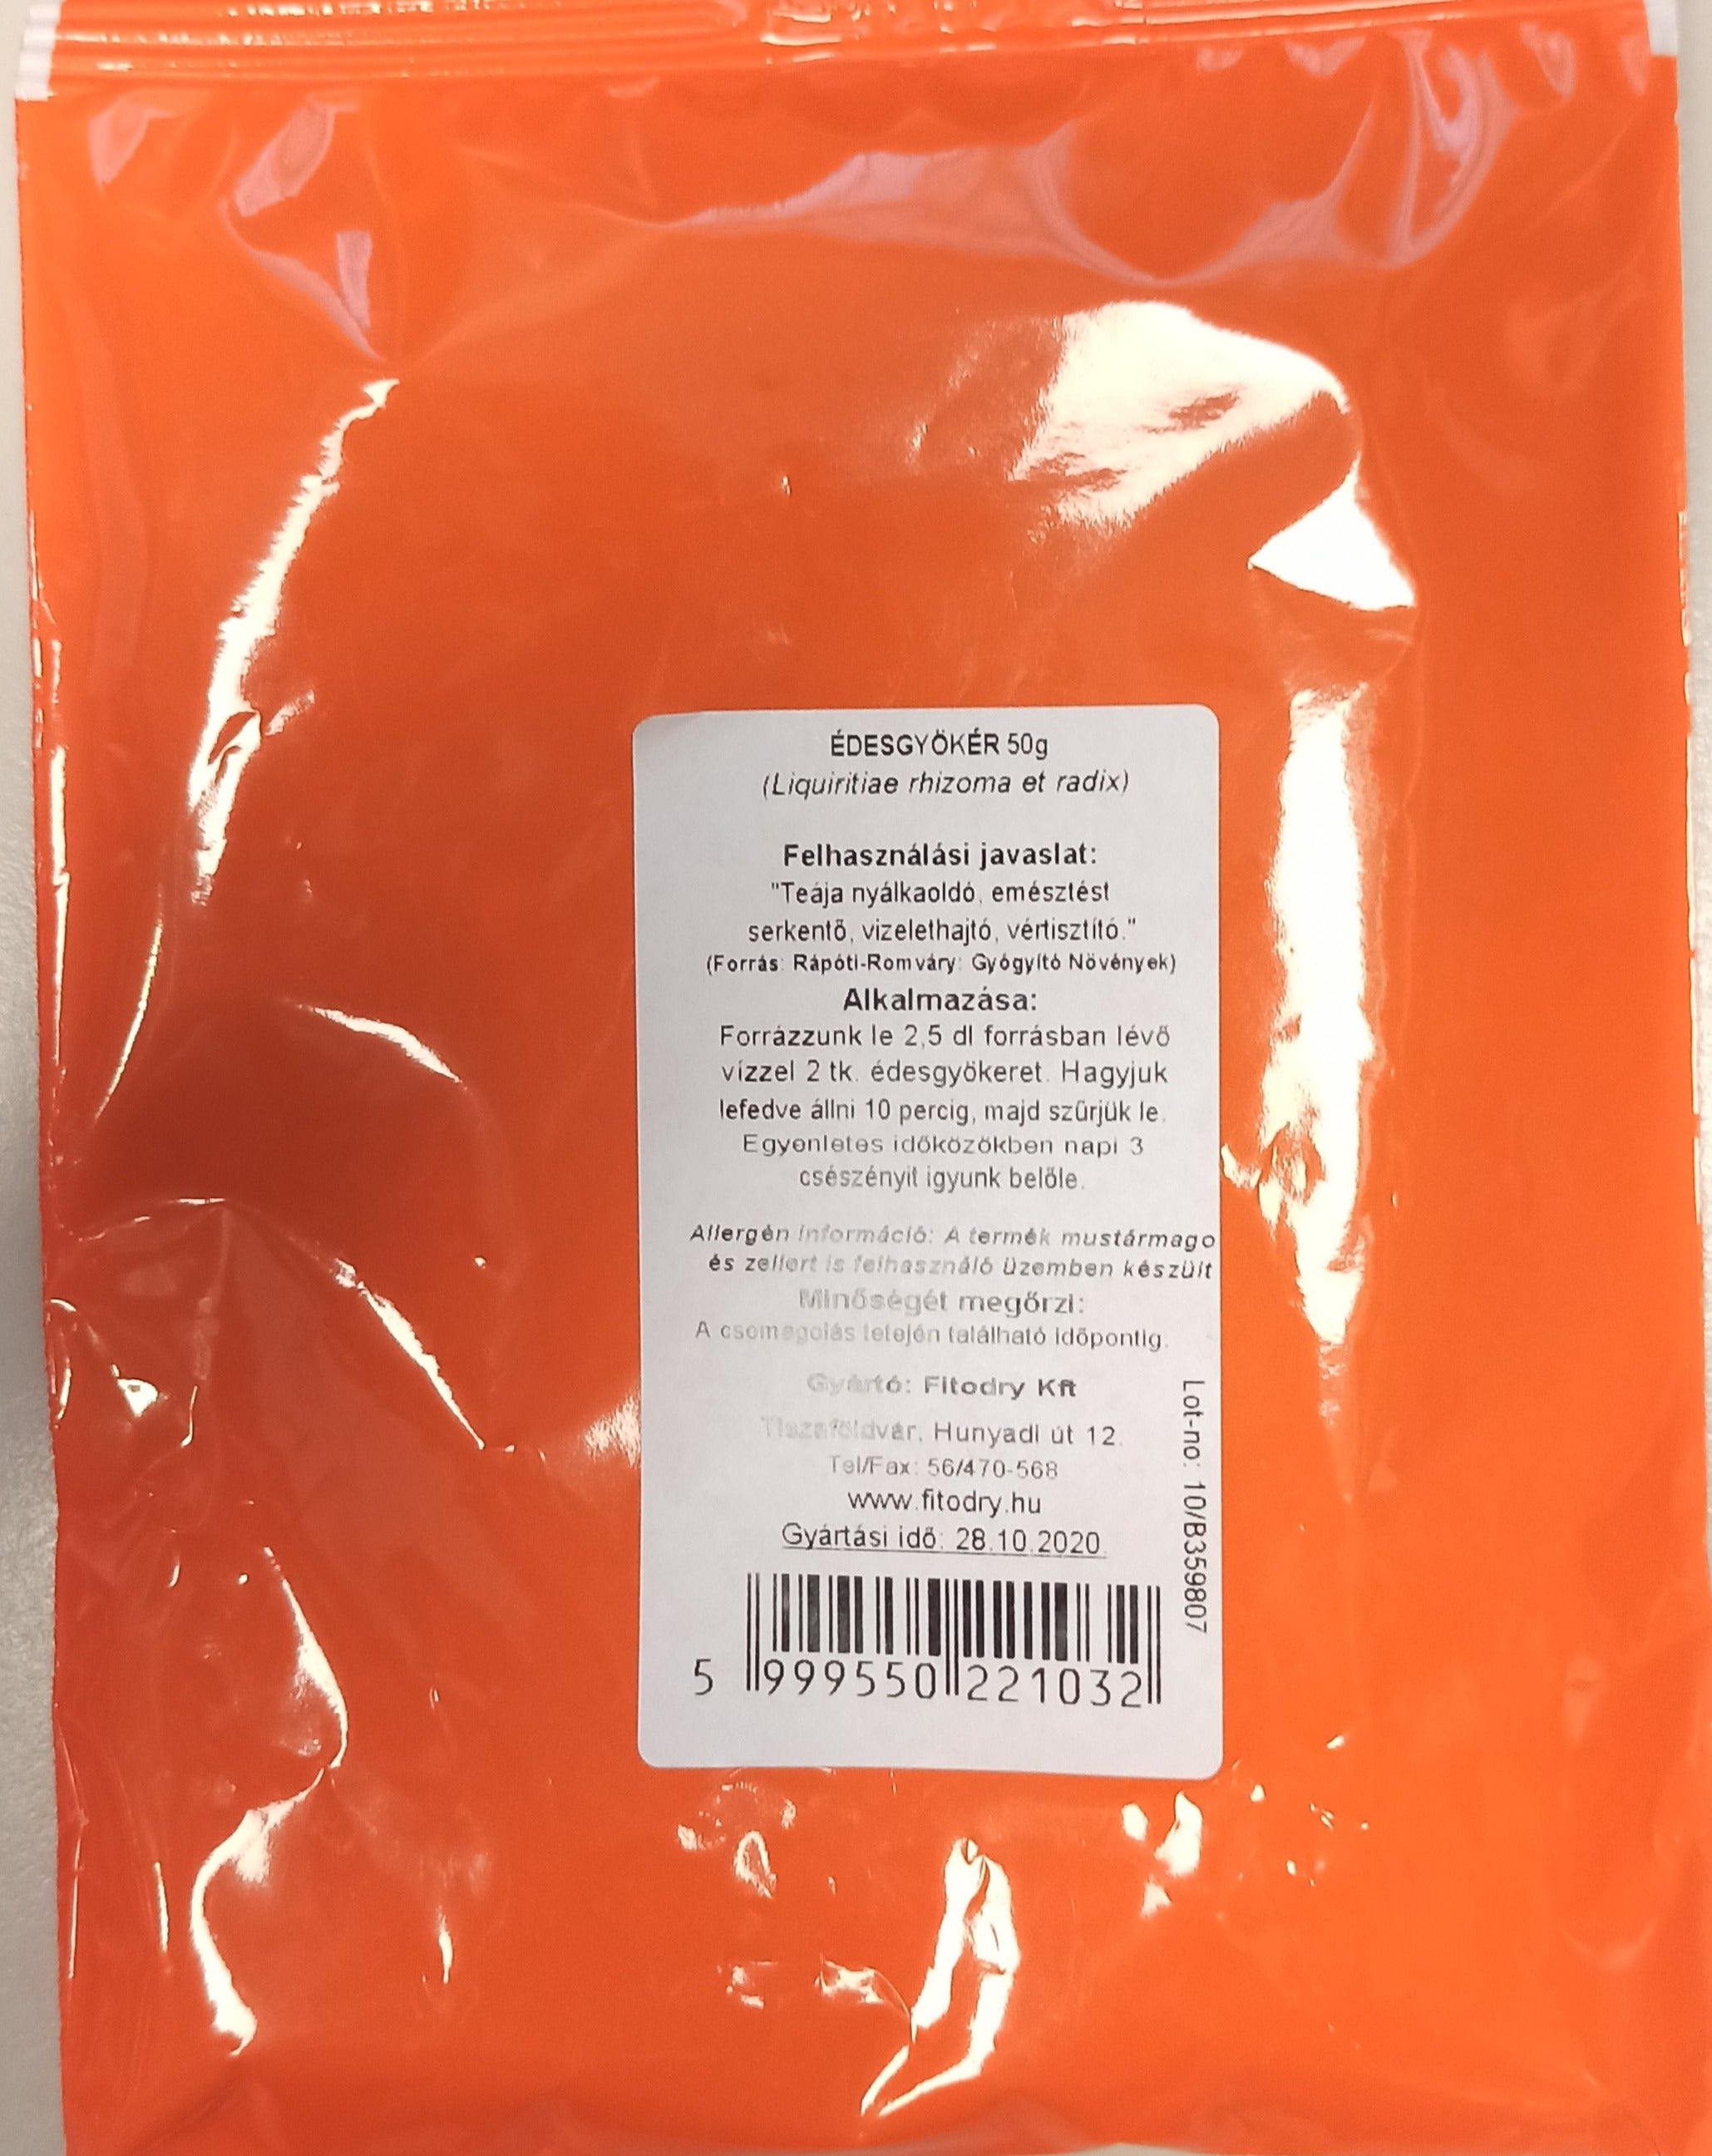 ÉDESGYÖKÉR 50g
(Liquiritiae rhizoma et radix)
Felhasználási javaslat:
"Teája nyálkaoldó, emésztést
serkentő, vizelethajtó, vértisztító."
(Forrás: Rápóti-Romváry: Gyógyító Növények)
Alkalmazása:
Forrázzunk le 2,5 dl forrásban lévő
vízzel 2 tk. édesgyökeret. Hagyjuk
lefedve állni 10 percig, majd szűrjük le.
Egyenletes időközökben napi 3
csészényit igyunk belőle.
Allergén információ: A termék mustármago
és zellert is felhasználó üzemben készült
Minőségét megőrzi:
A csomagolás tetején található időpontig.
Gyártó: Fitodry Kft
Tiszaföldvár, Hunyadi út 12.
Tel/Fax: 56/470-568
www.fitodry.hu
Gyártási idő: 28.10.2020.
Lot-no: 10/B359807
5 999550 221032